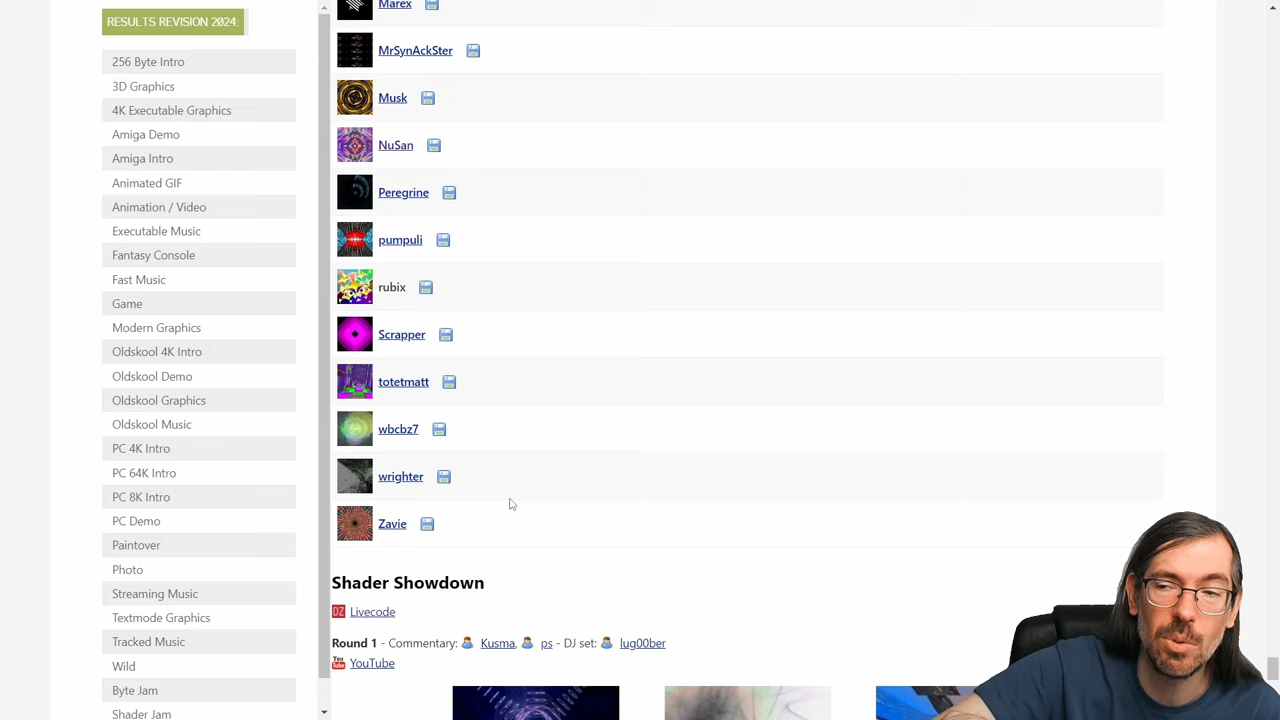 RESULTS REVISION 2024:
256 Byte Intro
3D Graphics
4K Executable Graphics
Amiga Demo
Amiga Intro
Animated GIF
Animation / Video
Executable Music
Fantasy Console
Fast Music
Game
Modern Graphics
Oldskool 4K Intro
Oldskool Demo
Oldskool Graphics
Oldskool Music
PC 4K Intro
PC 64K Intro
PC 8K Intro
PC Demo
Paintover
Photo
Streaming Music
Textmode Graphics
Tracked Music
Wild
Byte Jam
Shader Jam
Marex
MrSynAckSter
Musk
NuSan
Peregrine
pumpuli
rubix
Scrapper
totetmatt
wbcbz7
wrighter
Zavie
Shader Showdown
DZ Livecode
Round 1 - Commentary: Kusma, ps - DJ set: lug00ber
You Tube YouTube